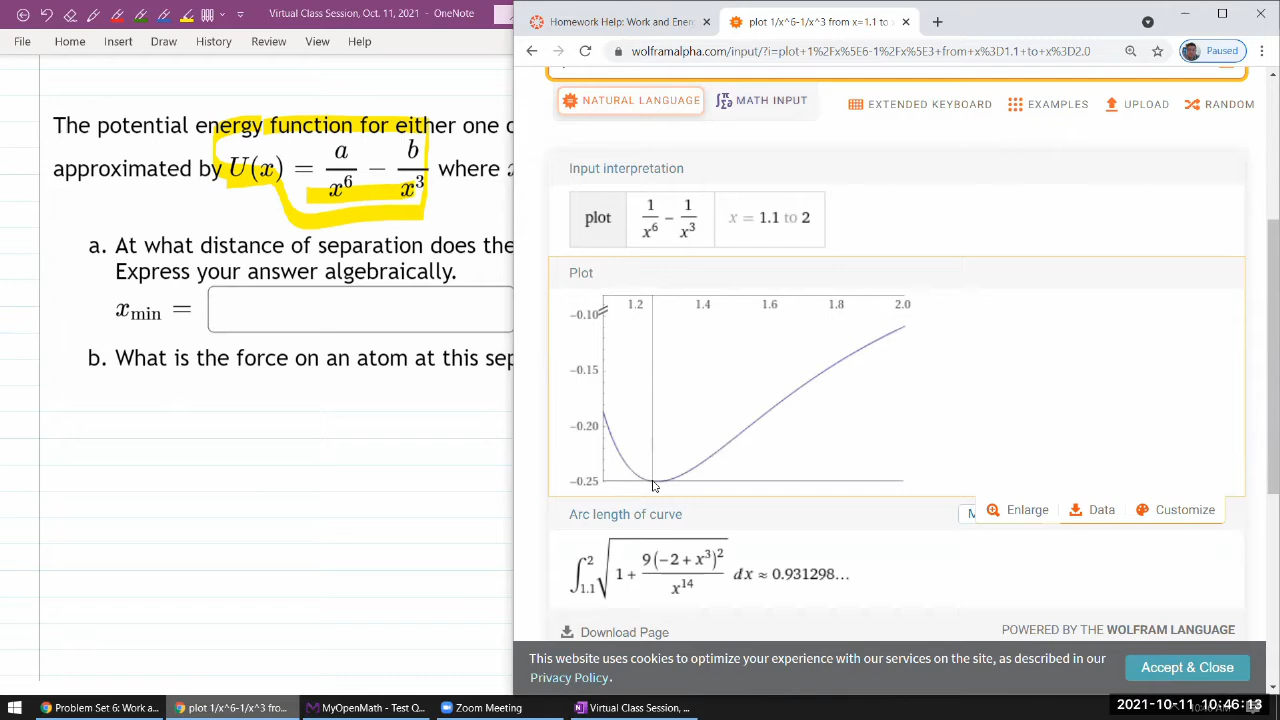 Virtual Class Session, Oct. 11, 2021 - OneNote
File Home Insert Draw History Review View Help
The potential energy function for either one
approximated by U(x) = a/x^6 − b/x^3 where
a. At what distance of separation does the
Express your answer algebraically.
x_min =
b. What is the force on an atom at this sep
Homework Help: Work and Ener
plot 1/x^6-1/x^3 from x=1.1 to
wolframalpha.com/input/?i=plot+1%2Fx%5E6-1%2Fx%5E3+from+x%3D1.1+to+x%3D2.0
Paused
NATURAL LANGUAGE
MATH INPUT
EXTENDED KEYBOARD
EXAMPLES
UPLOAD
RANDOM
Input interpretation
plot 1/x^6 − 1/x^3 x = 1.1 to 2
Plot
1.2 1.4 1.6 1.8 2.0
−0.10
−0.15
−0.20
−0.25
Enlarge Data Customize
Arc length of curve
∫_1.1^2 √(1 + 9(−2 + x^3)^2/x^14) dx ≈ 0.931298...
Download Page
POWERED BY THE WOLFRAM LANGUAGE
This website uses cookies to optimize your experience with our services on the site, as described in our
Privacy Policy.
Accept & Close
Problem Set 6: Work a...
plot 1/x^6-1/x^3 fro...
MyOpenMath - Test Q...
Zoom Meeting
Virtual Class Session, ...
2021-10-11 10:46:13